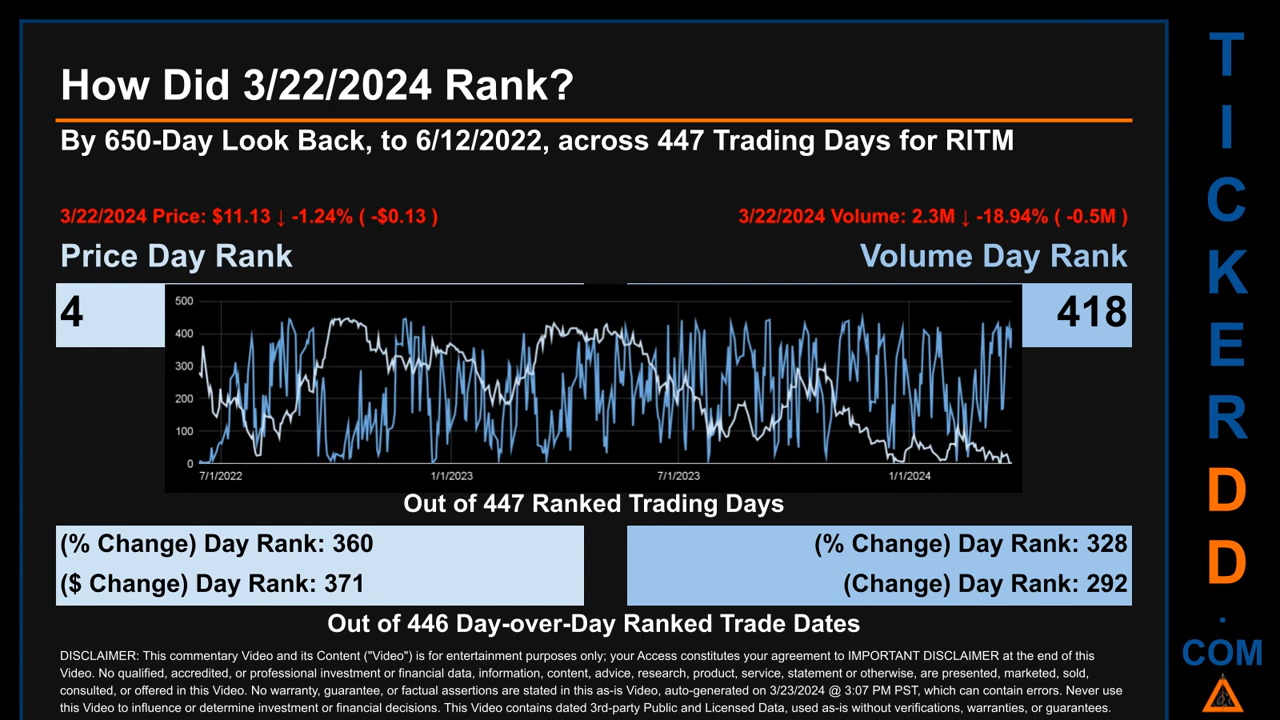 How Did 3/22/2024 Rank?
By 650-Day Look Back, to 6/12/2022, across 447 Trading Days for RITM
3/22/2024 Price: $11.13 ↓ -1.24% ( -$0.13 )
3/22/2024 Volume: 2.3M ↓ -18.94% ( -0.5M )
Price Day Rank
Volume Day Rank
4
418
500
400
300
200
100
0
7/1/2022
1/1/2023
7/1/2023
1/1/2024
Out of 447 Ranked Trading Days
(% Change) Day Rank: 360
($ Change) Day Rank: 371
(% Change) Day Rank: 328
(Change) Day Rank: 292
Out of 446 Day-over-Day Ranked Trade Dates
DISCLAIMER: This commentary Video and its Content ("Video") is for entertainment purposes only; your Access constitutes your agreement to IMPORTANT DISCLAIMER at the end of this
Video. No qualified, accredited, or professional investment or financial data, information, content, advice, research, product, service, statement or otherwise, are presented, marketed, sold,
consulted, or offered in this Video. No warranty, guarantee, or factual assertions are stated in this as-is Video, auto-generated on 3/23/2024 @ 3:07 PM PST, which can contain errors. Never use
this Video to influence or determine investment or financial decisions. This Video contains dated 3rd-party Public and Licensed Data, used as-is without verifications, warranties, or guarantees.
T
I
C
K
E
R
D
D
.
COM